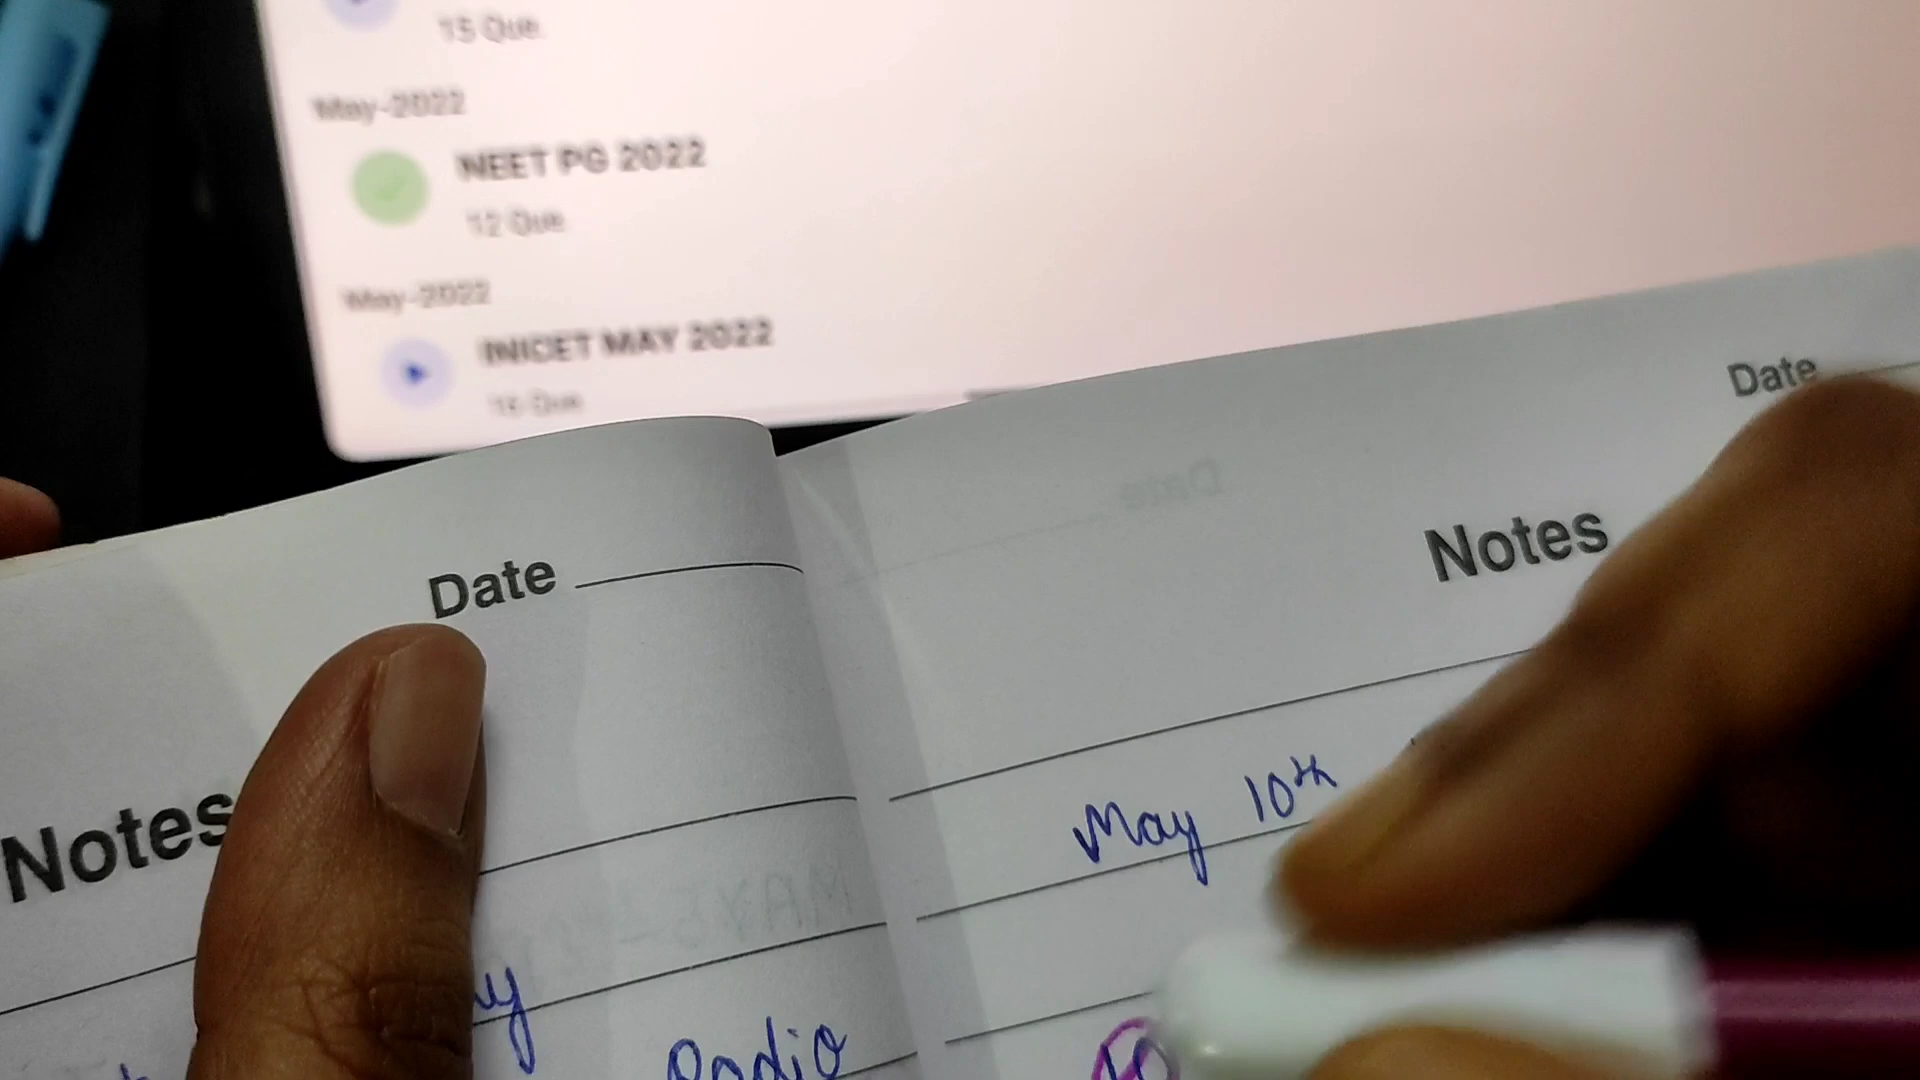 15 Que
May-2022
NEET PG 2022
12 Que
May-2022
INICET MAY 2022
Date
Notes
Date
Notes
May 10th
Radio